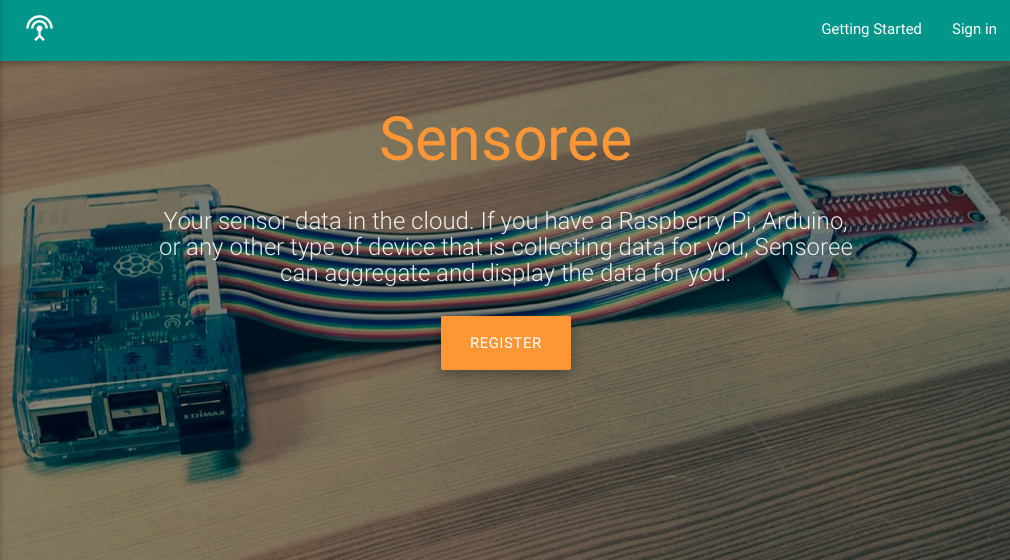 Getting Started Sign in
Sensoree
Your sensor data in the cloud. If you have a Raspberry Pi, Arduino,
or any other type of device that is collecting data for you, Sensoree
can aggregate and display the data for you.
REGISTER
EDIMAX